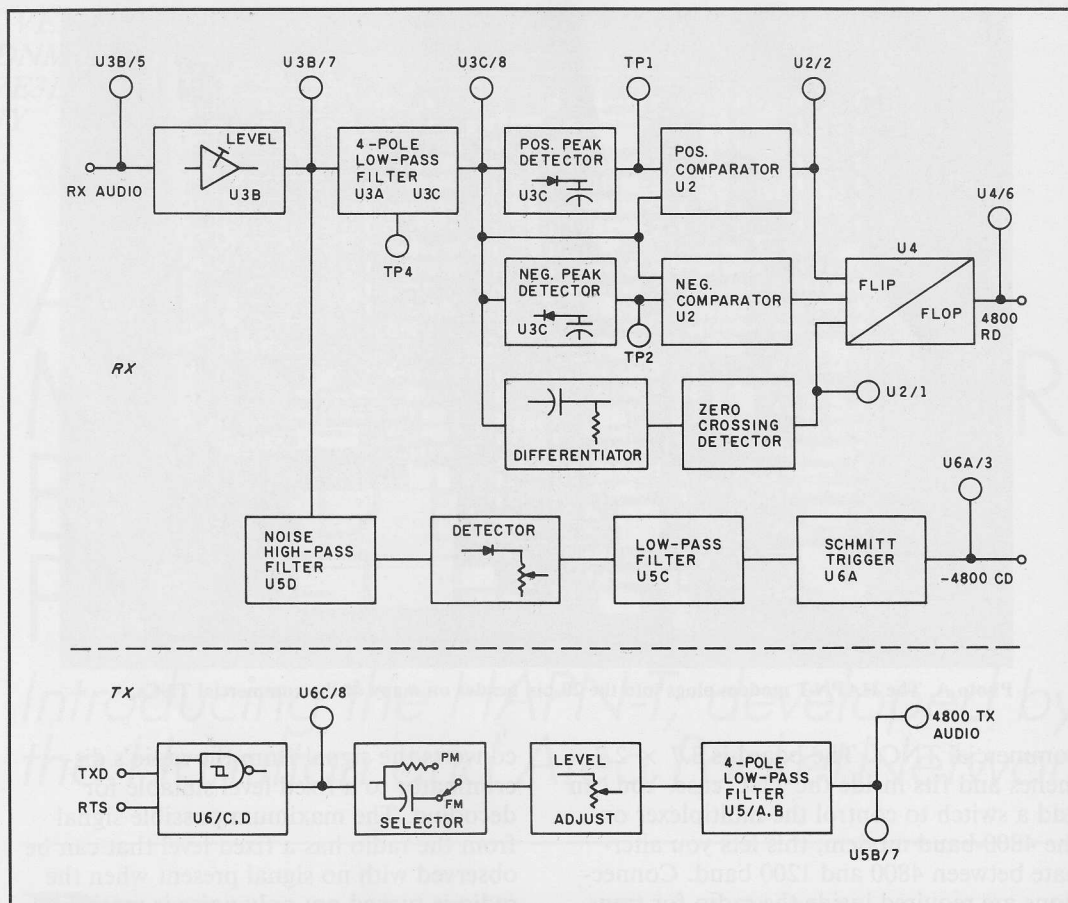 U3B/5
U3B/7
U3C/8
TP1
U2/2
RX AUDIO
LEVEL
U3B
4-POLE
LOW-PASS
FILTER
U3A U3C
TP4
POS. PEAK
DETECTOR
U3C
POS.
COMPARATOR
U2
NEG. PEAK
DETECTOR
U3C
TP2
NEG.
COMPARATOR
U2
U4
FLIP
FLOP
U4/6
4800
RD
RX
DIFFERENTIATOR
ZERO
CROSSING
DETECTOR
U2/1
NOISE
HIGH-PASS
FILTER
U5D
DETECTOR
LOW-PASS
FILTER
U5C
SCHMITT
TRIGGER
U6A
U6A/3
-4800 CD
TX
U6C/8
TXD
RTS
U6/C,D
PM
FM
SELECTOR
LEVEL
ADJUST
4-POLE
LOW-PASS
FILTER
U5/A,B
4800 TX
AUDIO
U5B/7